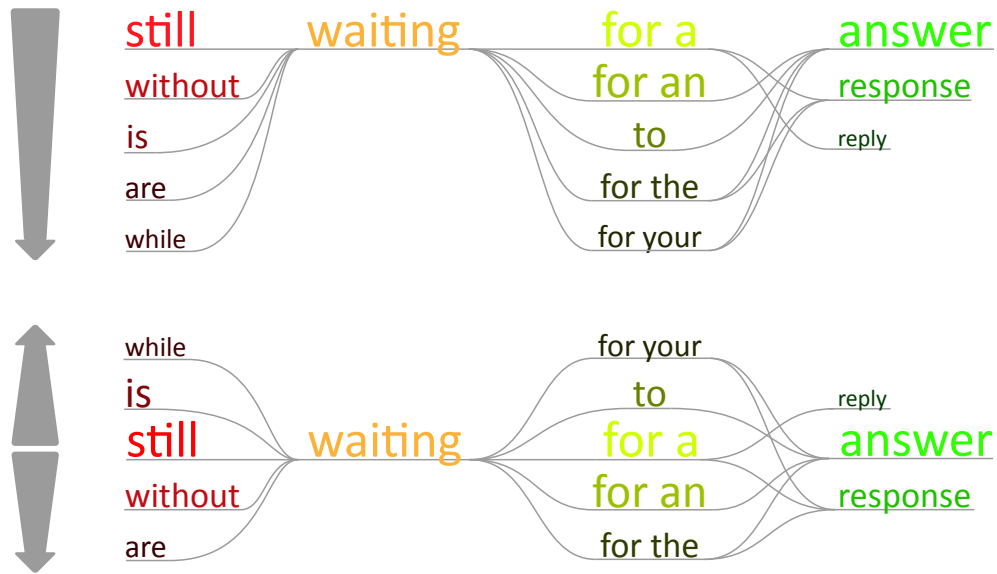 still waiting for a answer
without for an response
is to reply
are for the
while for your
while for your
is to reply
still waiting for a answer
without for an response
are for the